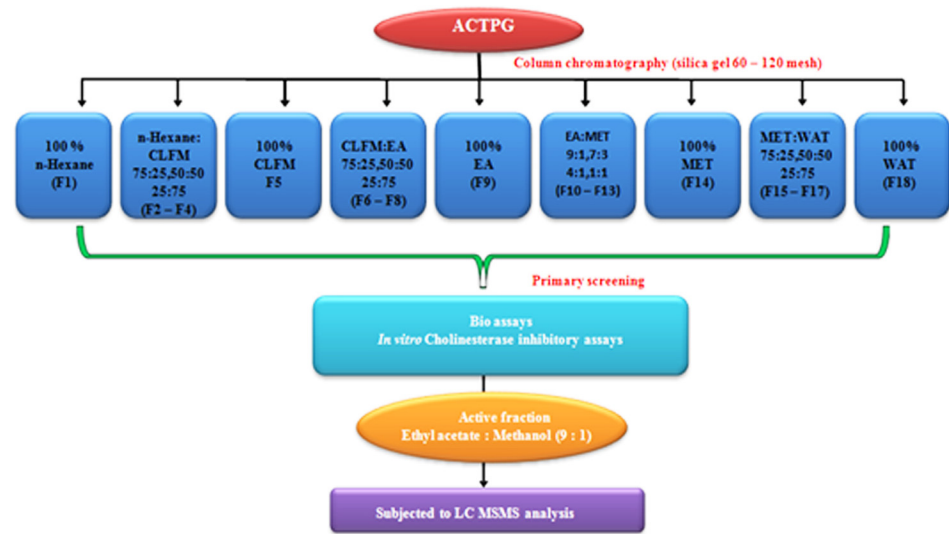 ACTPG
Column chromatography (silica gel 60 – 120 mesh)
100 %
n-Hexane
(F1)
n-Hexane:
CLFM
75:25,50:50
25:75
(F2 – F4)
100%
CLFM
F5
CLFM:EA
75:25,50:50
25:75
(F6 – F8)
100%
EA
(F9)
EA:MET
9:1,7:3
4:1,1:1
(F10 – F13)
100%
MET
(F14)
MET:WAT
75:25,50:50
25:75
(F15 – F17)
100%
WAT
(F18)
Primary screening
Bio assays
In vitro Cholinesterase inhibitory assays
Active fraction
Ethyl acetate : Methanol (9 : 1)
Subjected to LC MSMS analysis